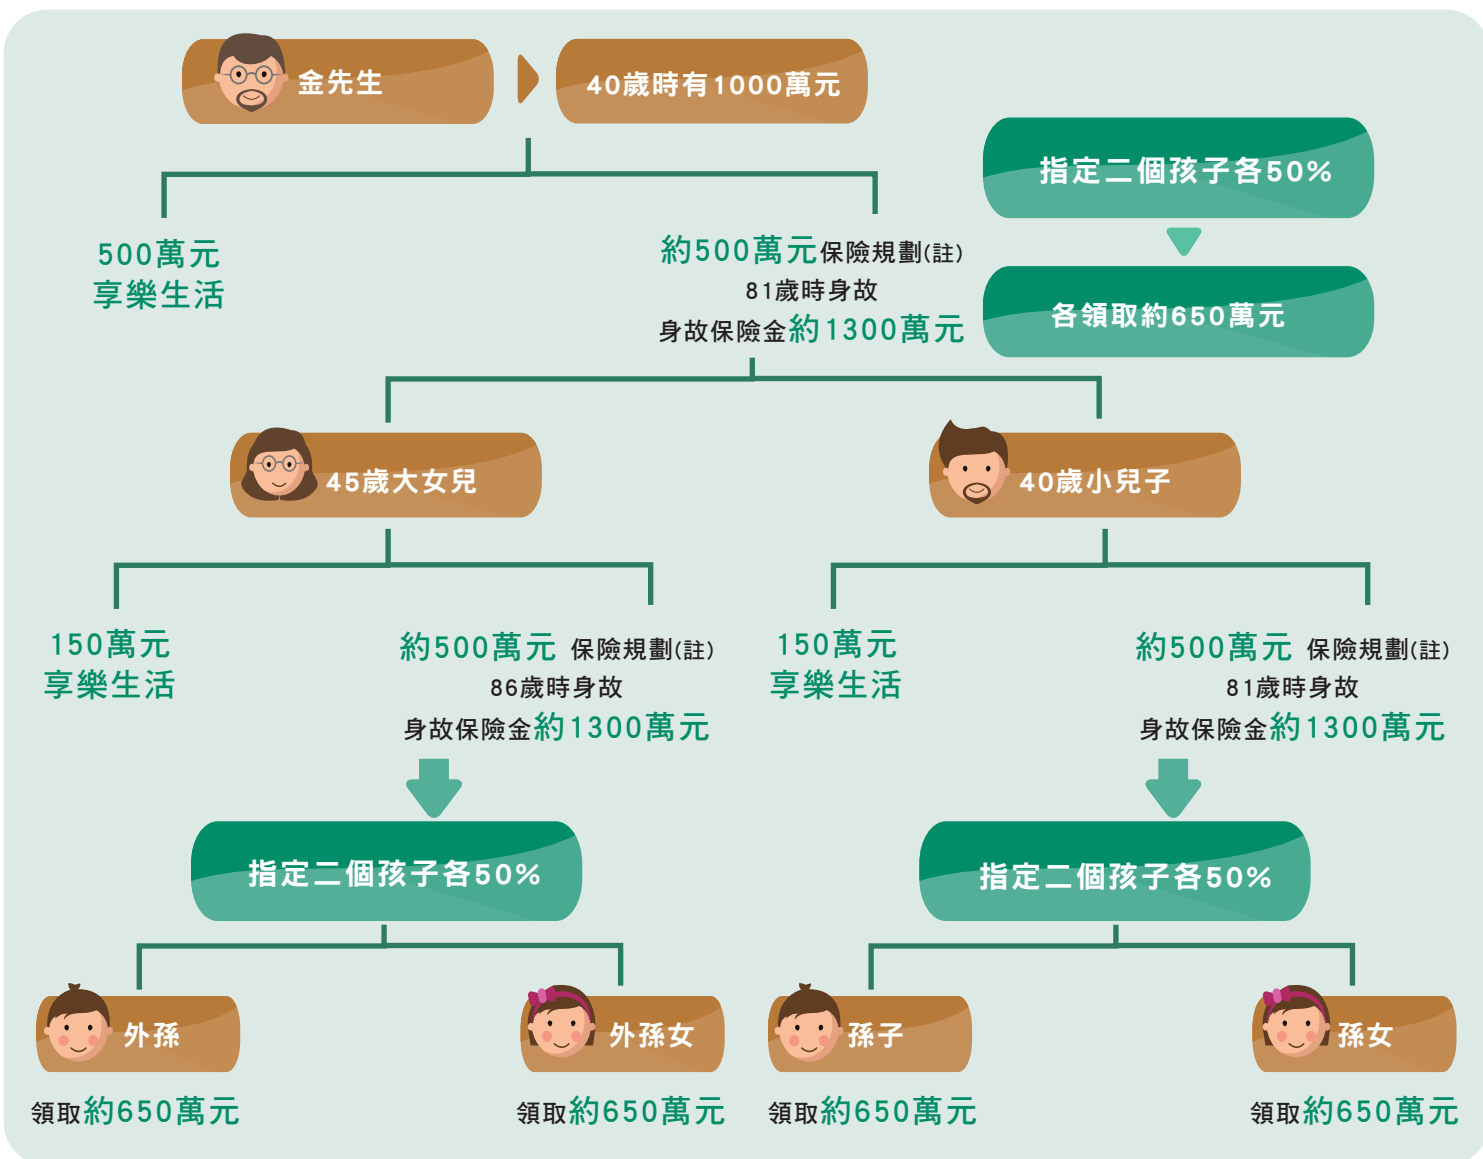 金先生
40歲時有1000萬元
指定二個孩子各50%
各領取約650萬元
500萬元
享樂生活
約500萬元保險規劃(註)
81歲時身故
身故保險金約1300萬元
45歲大女兒
40歲小兒子
150萬元
享樂生活
約500萬元 保險規劃(註)
86歲時身故
身故保險金約1300萬元
150萬元
享樂生活
約500萬元 保險規劃(註)
81歲時身故
身故保險金約1300萬元
指定二個孩子各50%
指定二個孩子各50%
外孫
外孫女
孫子
孫女
領取約650萬元
領取約650萬元
領取約650萬元
領取約650萬元